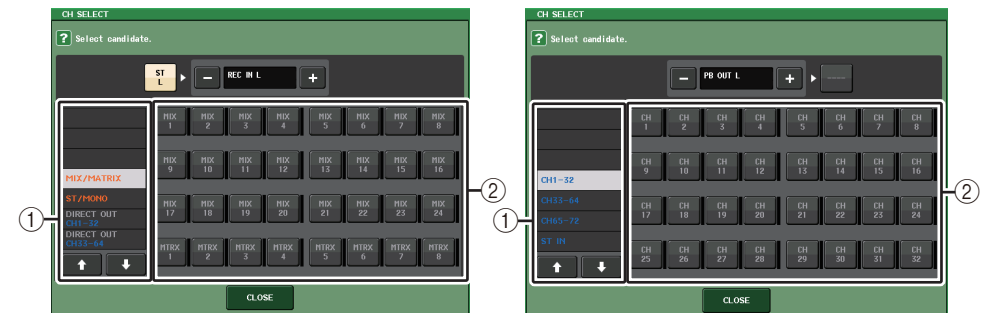 CH SELECT
? Select candidate.
ST L − REC IN L +
MIX 1 MIX 2 MIX 3 MIX 4 MIX 5 MIX 6 MIX 7 MIX 8
MIX 9 MIX 10 MIX 11 MIX 12 MIX 13 MIX 14 MIX 15 MIX 16
MIX/MATRIX
ST/MONO
MIX 17 MIX 18 MIX 19 MIX 20 MIX 21 MIX 22 MIX 23 MIX 24
DIRECT OUT
CH1-32
DIRECT OUT
CH33-64
MTRX 1 MTRX 2 MTRX 3 MTRX 4 MTRX 5 MTRX 6 MTRX 7 MTRX 8
1
2
CLOSE
CH SELECT
? Select candidate.
− PB OUT L + -----
CH 1 CH 2 CH 3 CH 4 CH 5 CH 6 CH 7 CH 8
CH 9 CH 10 CH 11 CH 12 CH 13 CH 14 CH 15 CH 16
CH1-32
CH33-64
CH 17 CH 18 CH 19 CH 20 CH 21 CH 22 CH 23 CH 24
CH65-72
ST IN
CH 25 CH 26 CH 27 CH 28 CH 29 CH 30 CH 31 CH 32
1
2
CLOSE